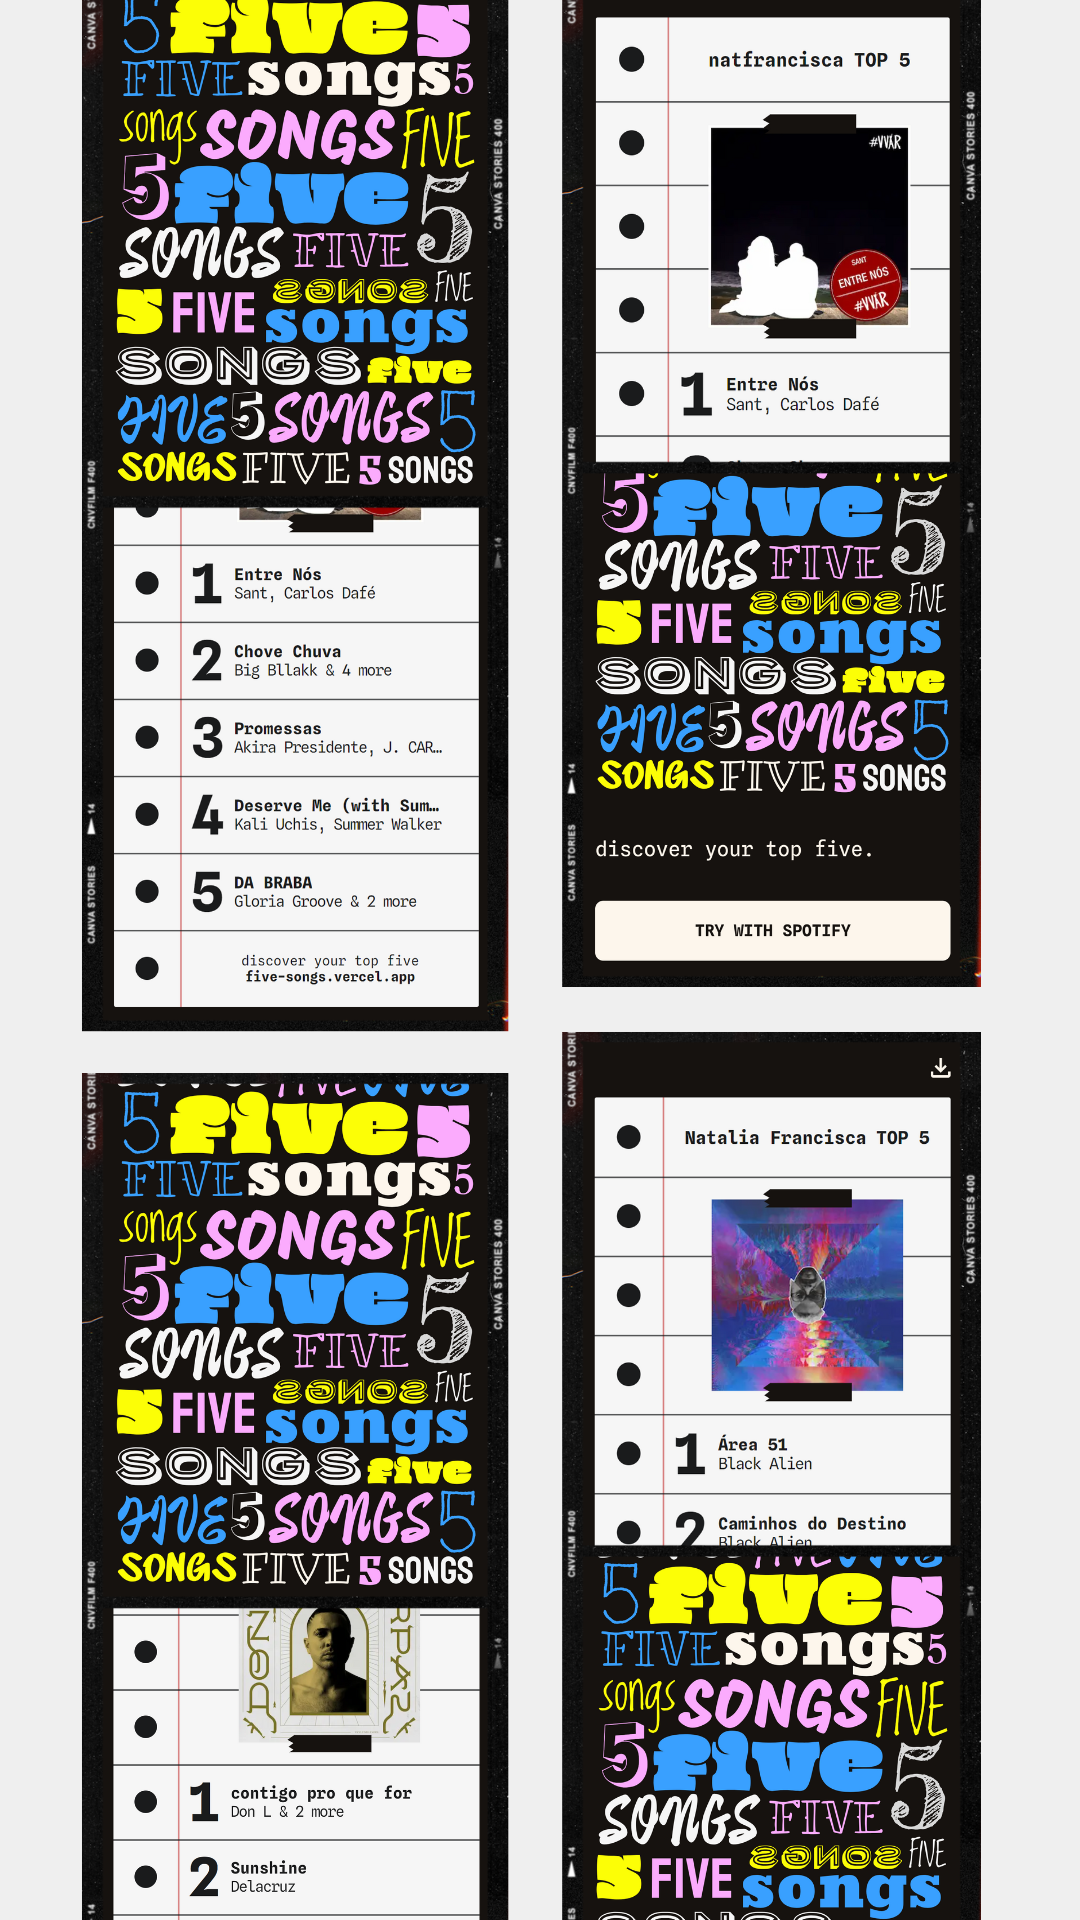 CANVA STORIES
5 five 5
FIVE songs 5
songs SONGS FIVE
5 five 5
SONGS FIVE
5 FIVE SONGS FIVE
songs
SONGS five
FIVE 5 SONGS 5
SONGS FIVE 5 SONGS
CANVA STORIES 400
CNVFILM F400
14
14
CANVA STORIES
1 Entre Nós
Sant, Carlos Dafé
2 Chove Chuva
Big Bllakk & 4 more
3 Promessas
Akira Presidente, J. CAR…
4 Deserve Me (with Sum…
Kali Uchis, Summer Walker
5 DA BRABA
Gloria Groove & 2 more
discover your top five
five-songs.vercel.app
natfrancisca TOP 5
#VVAR
SANT
ENTRE NÓS
#VVAR
1 Entre Nós
Sant, Carlos Dafé
CANVA STORIES 400
CNVFILM F400
5 five 5
SONGS FIVE
5 FIVE SONGS FIVE
songs
SONGS five
FIVE 5 SONGS 5
SONGS FIVE 5 SONGS
14
14
CANVA STORIES
discover your top five.
TRY WITH SPOTIFY
CANVA STORI
5 five 5
FIVE songs 5
songs SONGS FIVE
5 five 5
SONGS FIVE
5 FIVE SONGS FIVE
songs
SONGS five
FIVE 5 SONGS 5
SONGS FIVE 5 SONGS
CANVA STORIES 400
CNVFILM F400
14
14
DON
1 contigo pro que for
Don L & 2 more
2 Sunshine
Delacruz
CANVA STORIES
Natalia Francisca TOP 5
CANVA STORIES 400
1 Área 51
Black Alien
2 Caminhos do Destino
Black Alien
CNVFILM F400
14
5 five 5
FIVE songs 5
songs SONGS FIVE
5 five 5
SONGS FIVE
5 FIVE SONGS FIVE
songs
14